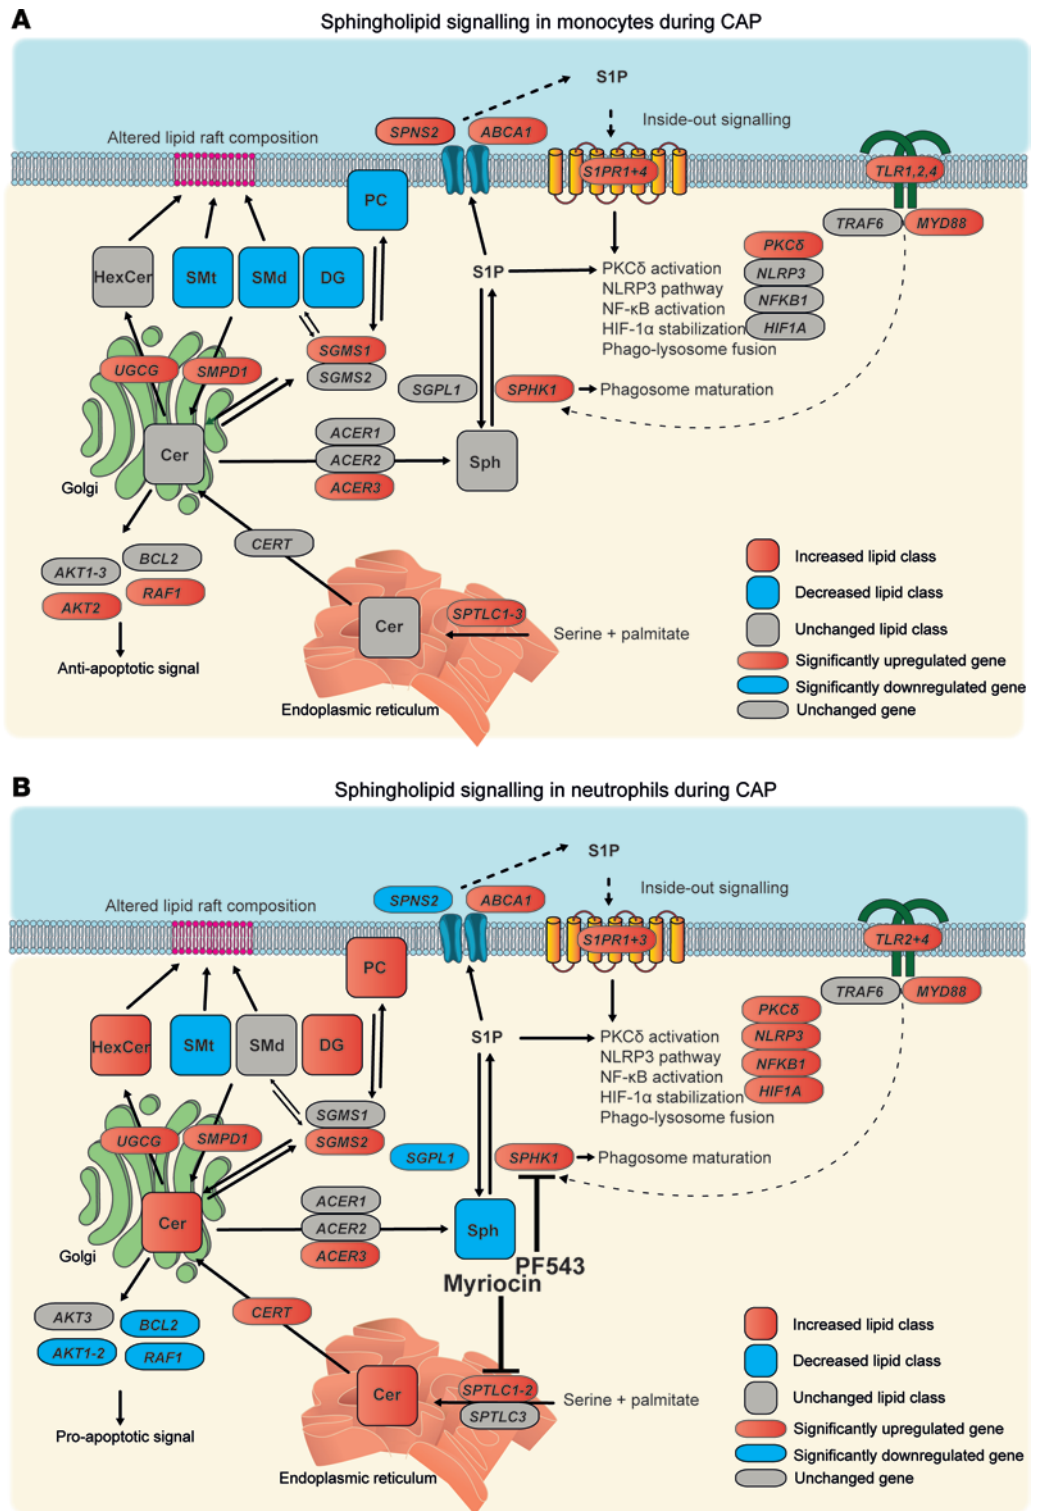 A
Sphingholipid signalling in monocytes during CAP
S1P
SPNS2
ABCA1
Inside-out signalling
Altered lipid raft composition
S1PR1+4
TLR1,2,4
PC
TRAF6
MYD88
PKCδ
HexCer
SMt
SMd
DG
S1P
PKCδ activation
NLRP3
NLRP3 pathway
NFKB1
NF-κB activation
HIF1A
HIF-1α stabilization
Phago-lysosome fusion
SGMS1
UGCG
SMPD1
SGMS2
SGPL1
SPHK1
Phagosome maturation
ACER1
Cer
ACER2
Sph
Golgi
ACER3
CERT
BCL2
AKT1-3
RAF1
AKT2
Increased lipid class
Decreased lipid class
SPTLC1-3
Cer
Serine + palmitate
Unchanged lipid class
Anti-apoptotic signal
Significantly upregulated gene
Significantly downregulated gene
Endoplasmic reticulum
Unchanged gene
B
Sphingholipid signalling in neutrophils during CAP
S1P
SPNS2
ABCA1
Inside-out signalling
Altered lipid raft composition
S1PR1+3
TLR2+4
PC
TRAF6
MYD88
PKCδ
HexCer
SMt
SMd
DG
S1P
PKCδ activation
NLRP3
NLRP3 pathway
NFKB1
NF-κB activation
HIF1A
HIF-1α stabilization
Phago-lysosome fusion
SGMS1
UGCG
SMPD1
SGMS2
SGPL1
SPHK1
Phagosome maturation
ACER1
Cer
ACER2
Sph
Golgi
ACER3
PF543
Myriocin
CERT
AKT3
BCL2
AKT1-2
RAF1
Increased lipid class
Decreased lipid class
SPTLC1-2
Cer
Serine + palmitate
SPTLC3
Unchanged lipid class
Pro-apoptotic signal
Significantly upregulated gene
Significantly downregulated gene
Endoplasmic reticulum
Unchanged gene